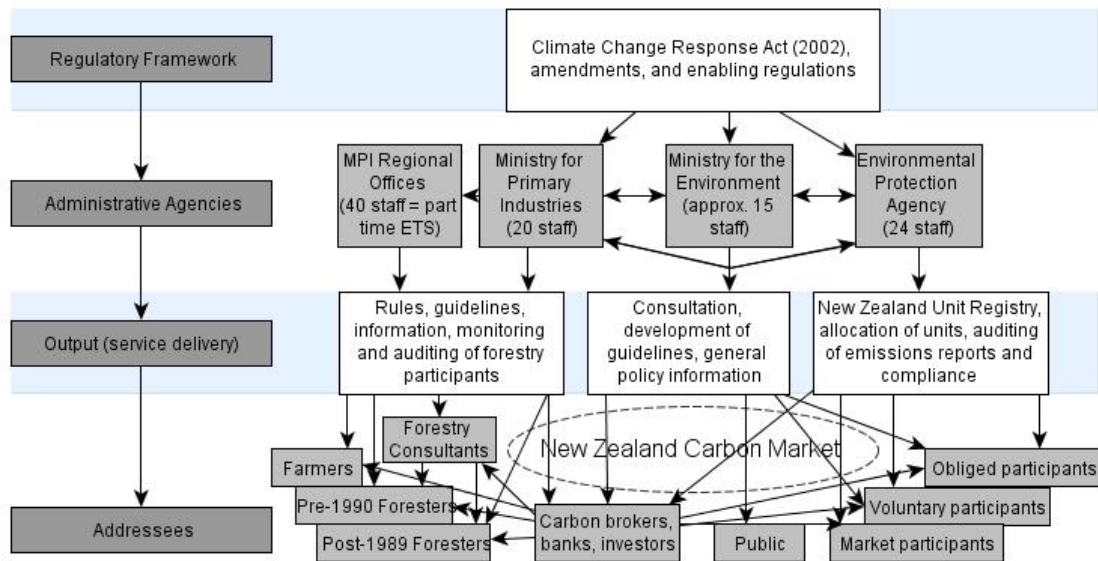 Regulatory Framework
Climate Change Response Act (2002),
amendments, and enabling regulations
Administrative Agencies
MPI Regional
Offices
(40 staff = part
time ETS)
Ministry for
Primary
Industries
(20 staff)
Ministry for the
Environment
(approx. 15
staff)
Environmental
Protection
Agency
(24 staff)
Output (service delivery)
Rules, guidelines,
information, monitoring
and auditing of forestry
participants
Consultation,
development of
guidelines, general
policy information
New Zealand Unit Registry,
allocation of units, auditing
of emissions reports and
compliance
Addressees
Forestry
Consultants
New Zealand Carbon Market
Farmers
Obliged participants
Pre-1990 Foresters
Voluntary participants
Post-1989 Foresters
Carbon brokers,
banks, investors
Public
Market participants